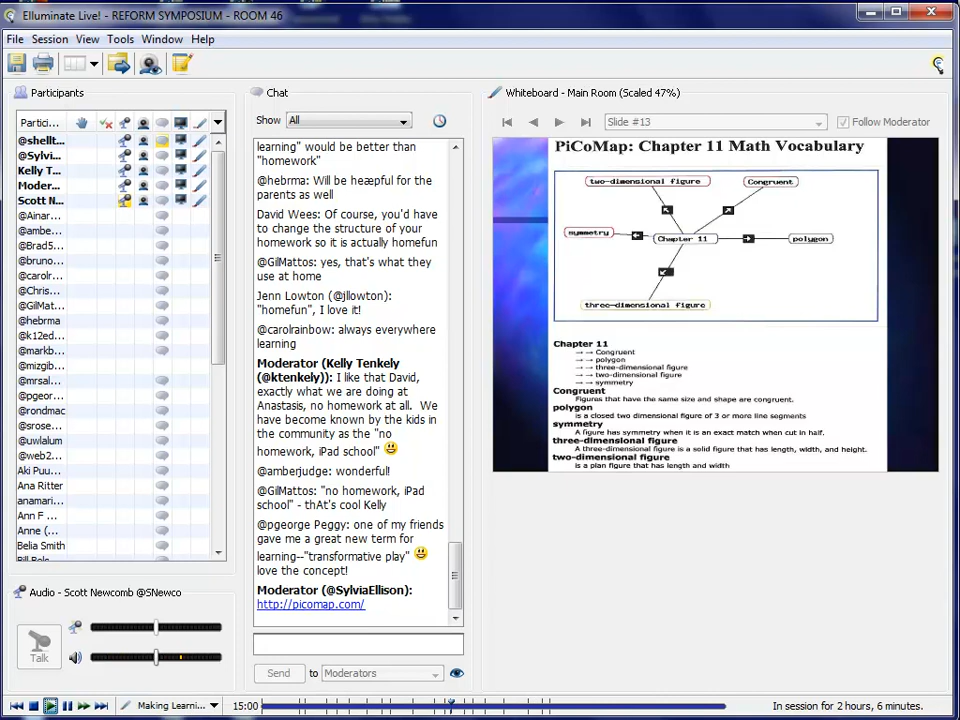 Elluminate Live! - REFORM SYMPOSIUM - ROOM 46
File Session View Tools Window Help
Participants
Partici...
@shellt...
@Sylvi...
Kelly T...
Moder...
Scott N...
@Ainar...
@ambe...
@Brad5...
@bruno...
@carolr...
@Chris...
@GilMat...
@hebrma
@k12ed...
@markb...
@mizgib...
@mrsal...
@pgeor...
@rondmac
@srose...
@uwlalum
@web2...
Aki Puu...
Ana Ritter
anamari...
Ann F ...
Anne (...
Belia Smith
Audio - Scott Newcomb @SNewco
Talk
Chat
Show All
learning" would be better than
"homework"
@hebrma: Will be heæpful for the
parents as well
David Wees: Of course, you'd have
to change the structure of your
homework so it is actually homefun
@GilMattos: yes, that's what they
use at home
Jenn Lowton (@jllowton):
"homefun", I love it!
@carolrainbow: always everywhere
learning
Moderator (Kelly Tenkely
(@ktenkely)): I like that David,
exactly what we are doing at
Anastasis, no homework at all. We
have become known by the kids in
the community as the "no
homework, iPad school"
@amberjudge: wonderful!
@GilMattos: "no homework, iPad
school" - thAt's cool Kelly
@pgeorge Peggy: one of my friends
gave me a great new term for
learning--"transformative play"
love the concept!
Moderator (@SylviaEllison):
http://picomap.com/
Send to Moderators
Whiteboard - Main Room (Scaled 47%)
Slide #13
Follow Moderator
PiCoMap: Chapter 11 Math Vocabulary
two-dimensional figure
Congruent
symmetry
Chapter 11
polygon
three-dimensional figure
Chapter 11
→ → Congruent
→ → polygon
→ → three-dimensional figure
→ → two-dimensional figure
→ → symmetry
Congruent
Figures that have the same size and shape are congruent.
polygon
is a closed two dimensional figure of 3 or more line segments
symmetry
A figure has symmetry when it is an exact match when cut in half.
three-dimensional figure
A three-dimensional figure is a solid figure that has length, width, and height.
two-dimensional figure
is a plan figure that has length and width
Making Learni...
15:00
In session for 2 hours, 6 minutes.